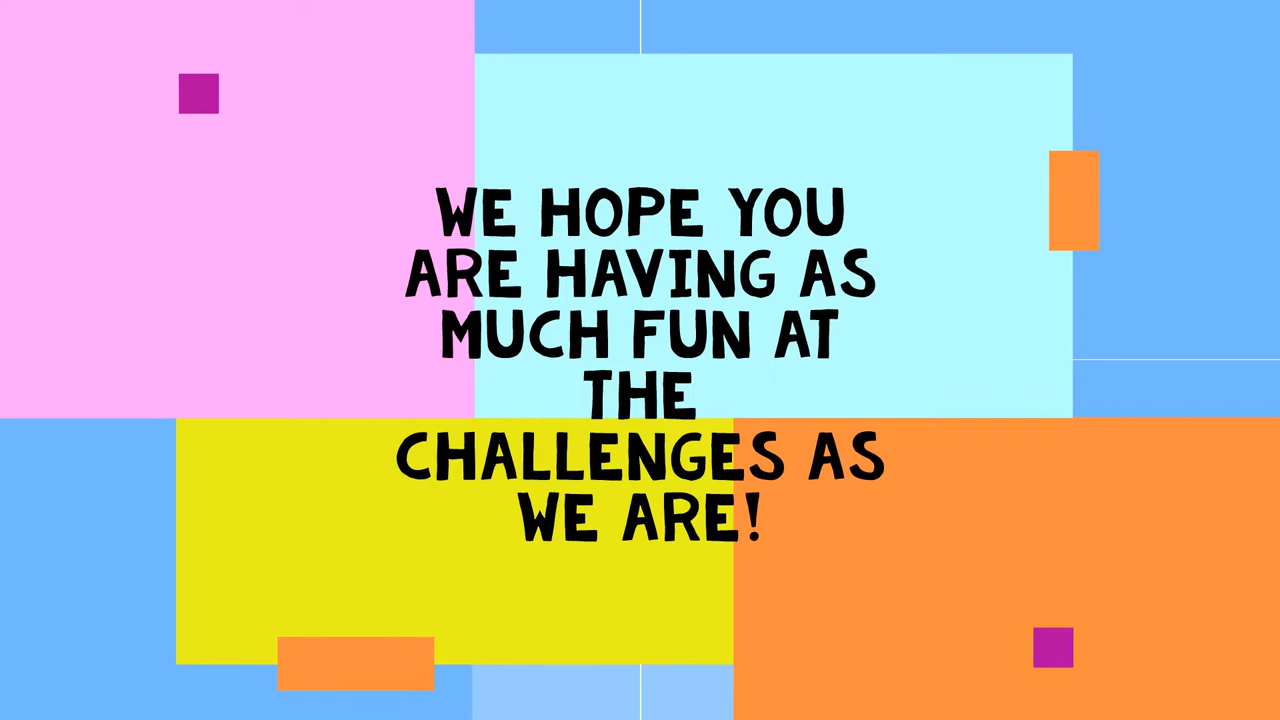 WE HOPE YOU
ARE HAVING AS
MUCH FUN AT
THE
CHALLENGES AS
WE ARE!